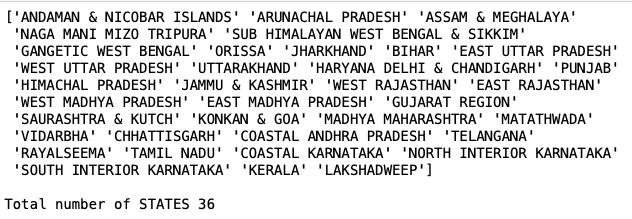 ['ANDAMAN & NICOBAR ISLANDS' 'ARUNACHAL PRADESH' 'ASSAM & MEGHALAYA'
'NAGA MANI MIZO TRIPURA' 'SUB HIMALAYAN WEST BENGAL & SIKKIM'
'GANGETIC WEST BENGAL' 'ORISSA' 'JHARKHAND' 'BIHAR' 'EAST UTTAR PRADESH'
'WEST UTTAR PRADESH' 'UTTARAKHAND' 'HARYANA DELHI & CHANDIGARH' 'PUNJAB'
'HIMACHAL PRADESH' 'JAMMU & KASHMIR' 'WEST RAJASTHAN' 'EAST RAJASTHAN'
'WEST MADHYA PRADESH' 'EAST MADHYA PRADESH' 'GUJARAT REGION'
'SAURASHTRA & KUTCH' 'KONKAN & GOA' 'MADHYA MAHARASHTRA' 'MATATHWADA'
'VIDARBHA' 'CHHATTISGARH' 'COASTAL ANDHRA PRADESH' 'TELANGANA'
'RAYALSEEMA' 'TAMIL NADU' 'COASTAL KARNATAKA' 'NORTH INTERIOR KARNATAKA'
'SOUTH INTERIOR KARNATAKA' 'KERALA' 'LAKSHADWEEP']
Total number of STATES 36